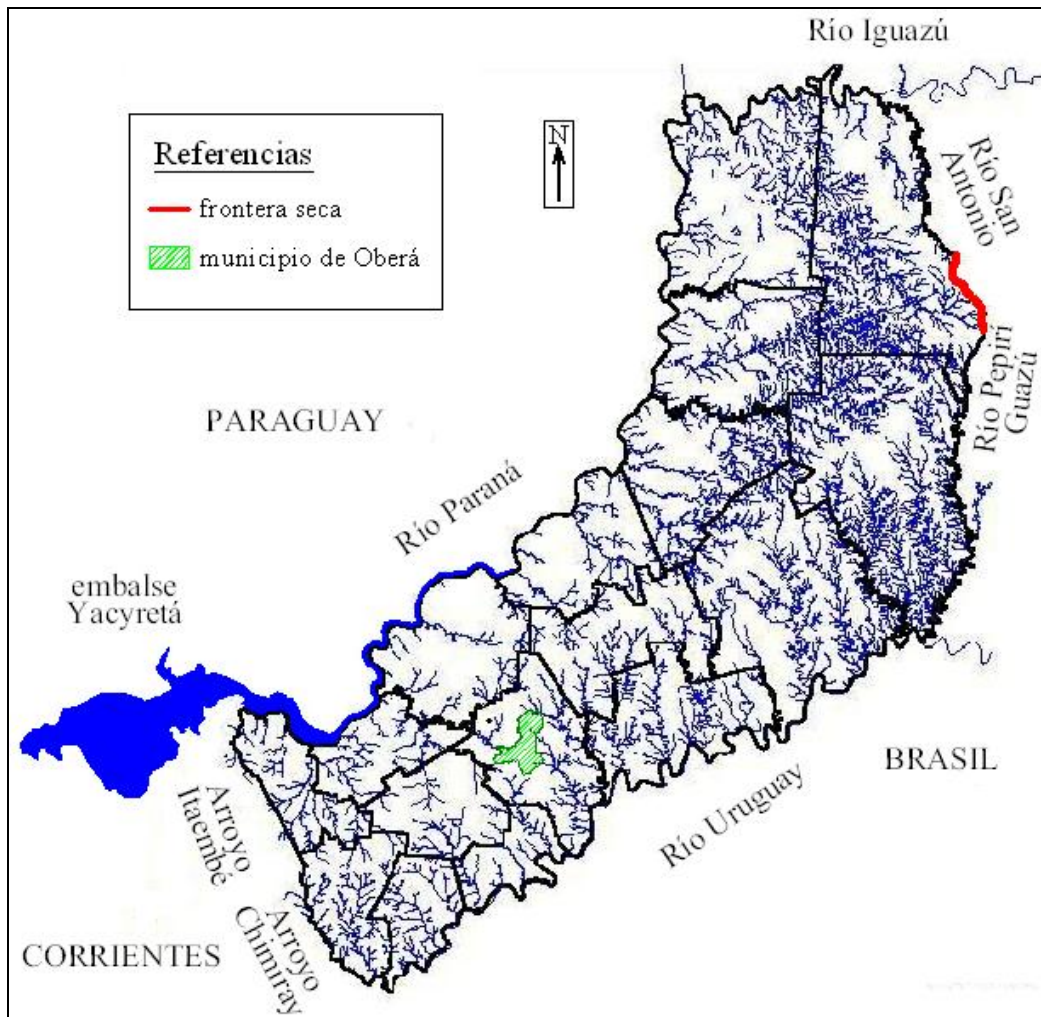 Río Iguazú
N
Referencias
frontera seca
municipio de Oberá
Río San
Antonio
Río Pepirí
Guazú
PARAGUAY
Río Paraná
embalse
Yacyretá
BRASIL
Río Uruguay
Arroyo
Itaembé
Arroyo
Chimiray
CORRIENTES